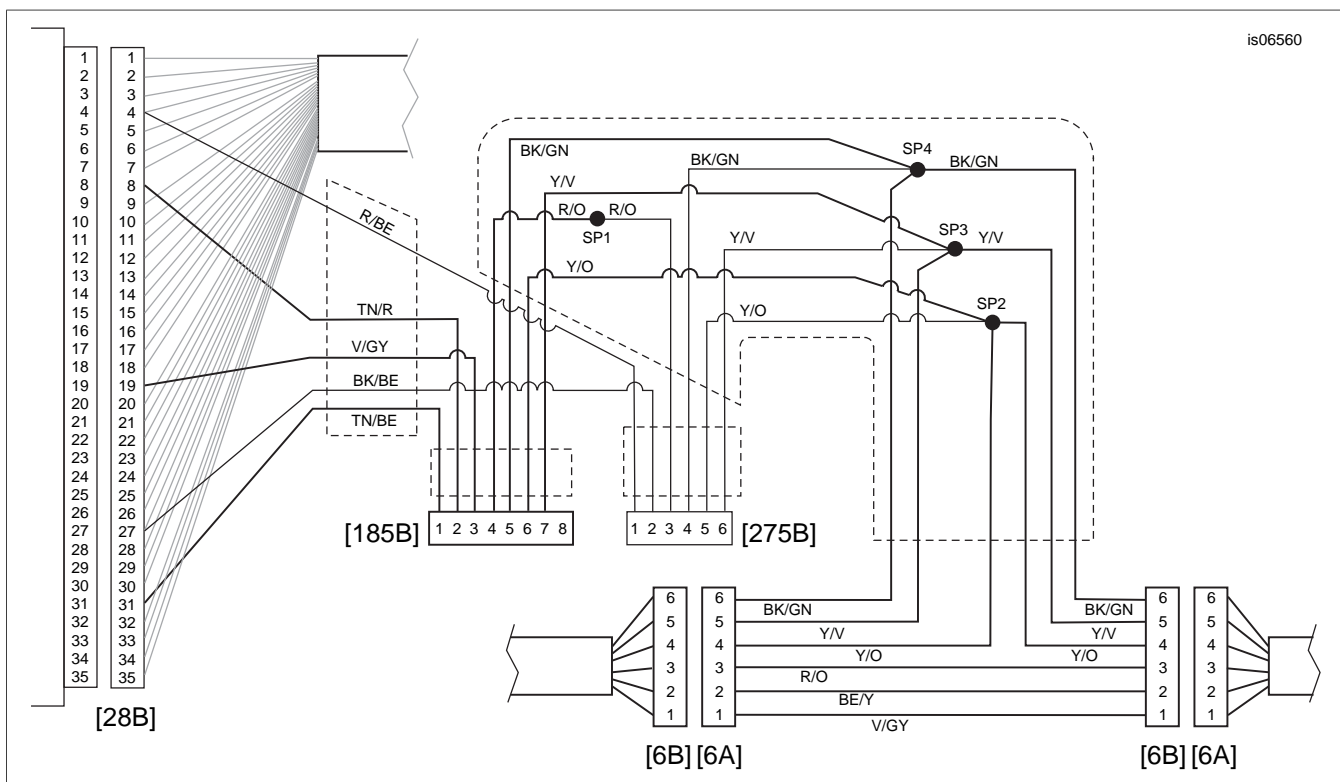 is06560
1 1
2 2
3 3
4 4
5 5
6 6
7 7
8 8
9 9
10 10
11 11
12 12
13 13
14 14
15 15
16 16
17 17
18 18
19 19
20 20
21 21
22 22
23 23
24 24
25 25
26 26
27 27
28 28
29 29
30 30
31 31
32 32
33 33
34 34
35 35
[28B]
R/BE
TN/R
V/GY
BK/BE
TN/BE
BK/GN
BK/GN
SP4
BK/GN
Y/V
R/O
R/O
SP1
Y/V
SP3
Y/V
Y/O
Y/O
SP2
[185B]
1 2 3 4 5 6 7 8
1 2 3 4 5 6
[275B]
6 6
5 5
4 4
3 3
2 2
1 1
[6B] [6A]
BK/GN
Y/V
Y/O
R/O
BE/Y
V/GY
BK/GN
Y/V
Y/O
6 6
5 5
4 4
3 3
2 2
1 1
[6B] [6A]